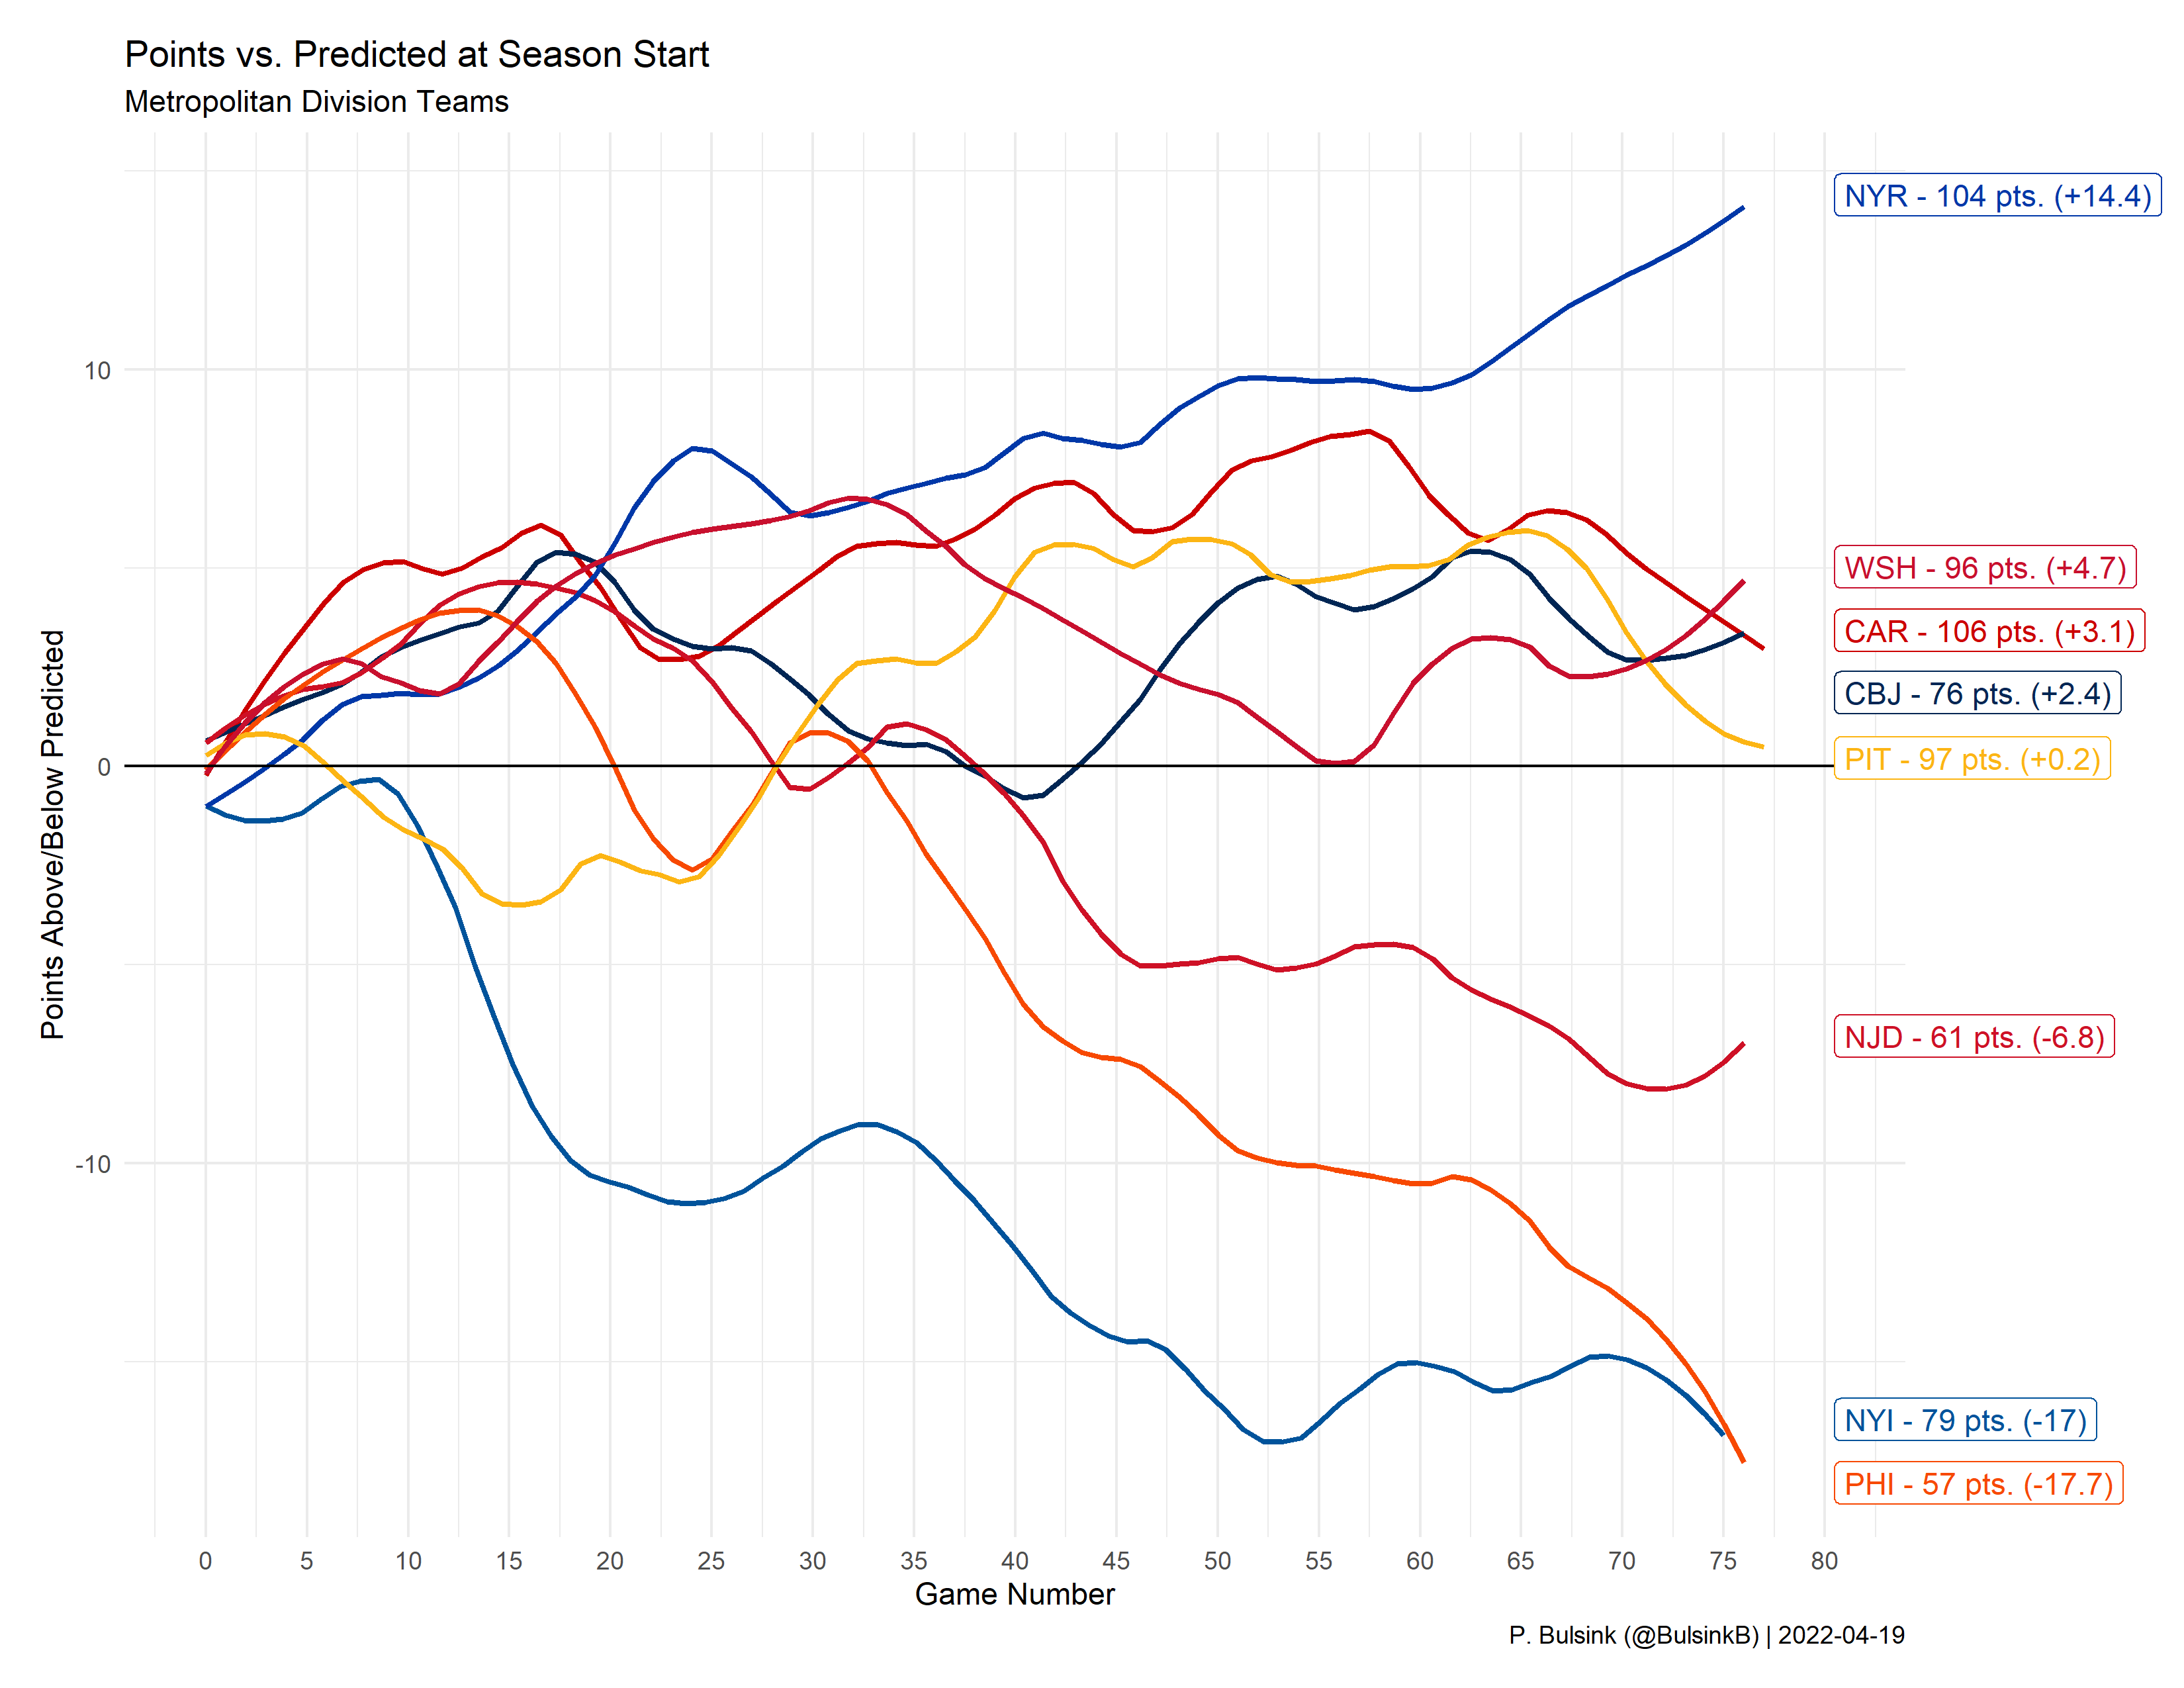 Points vs. Predicted at Season Start
Metropolitan Division Teams
NYR - 104 pts. (+14.4)
WSH - 96 pts. (+4.7)
CAR - 106 pts. (+3.1)
CBJ - 76 pts. (+2.4)
PIT - 97 pts. (+0.2)
NJD - 61 pts. (-6.8)
NYI - 79 pts. (-17)
PHI - 57 pts. (-17.7)
Points Above/Below Predicted
10
0
-10
0 5 10 15 20 25 30 35 40 45 50 55 60 65 70 75 80
Game Number
P. Bulsink (@BulsinkB) | 2022-04-19